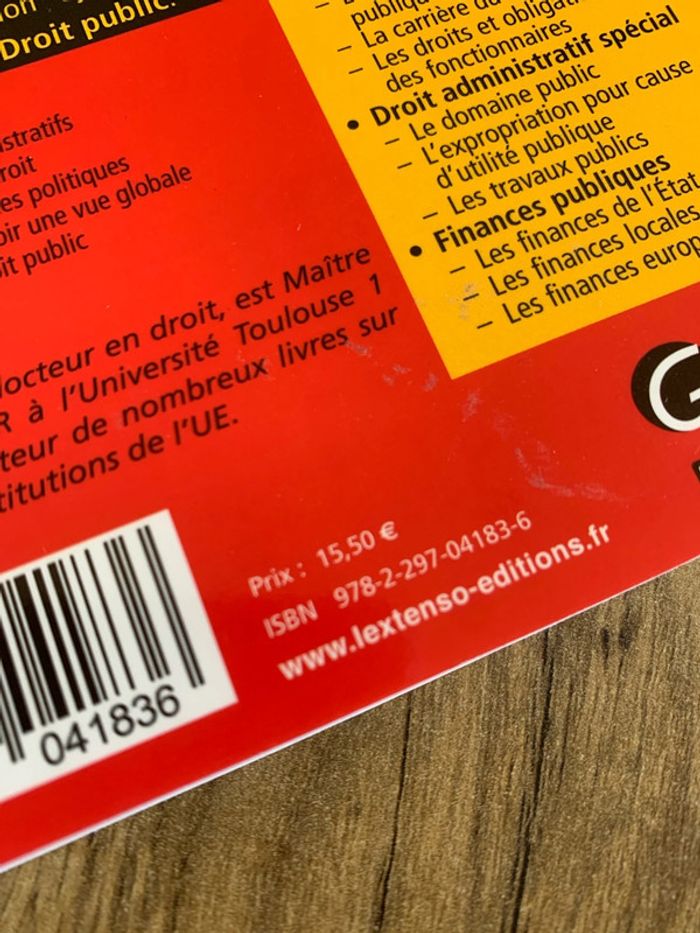 Droit public.
publiqu
– La carrière du
– Les droits et obligation
des fonctionnaires
• Droit administratif spécial
– Le domaine public
– L'expropriation pour cause
d'utilité publique
– Les travaux publics
• Finances publiques
– Les finances de l'État
– Les finances locales
– Les finances europ
istratifs
roit
es politiques
oir une vue globale
oit public
docteur en droit, est Maître
R à l'Université Toulouse 1
teur de nombreux livres sur
titutions de l'UE.
041836
Prix : 15,50 €
ISBN 978-2-297-04183-6
www.lextenso-editions.fr
G